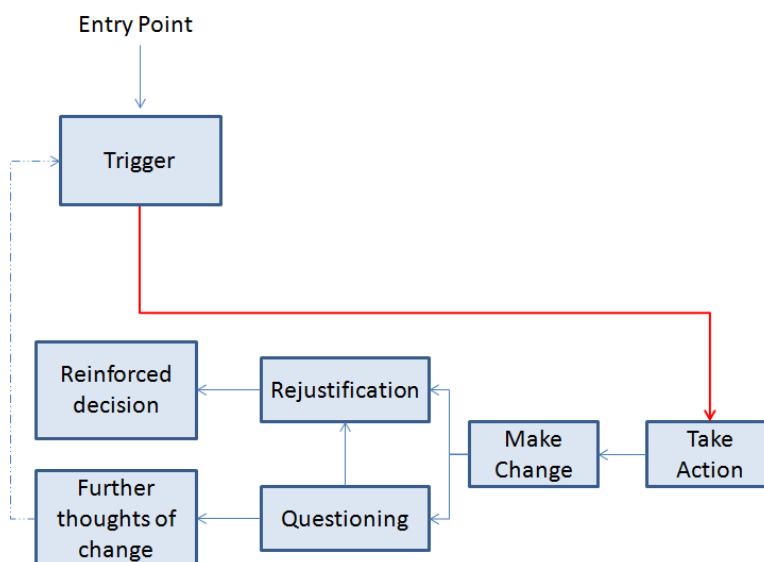 Entry Point
Trigger
Reinforced
decision
Rejustification
Make
Change
Take
Action
Further
thoughts of
change
Questioning